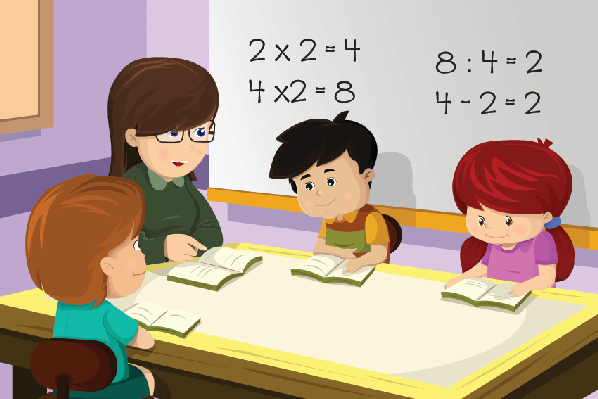 2 x 2 = 4
4 x2 = 8
8 : 4 = 2
4 - 2 = 2